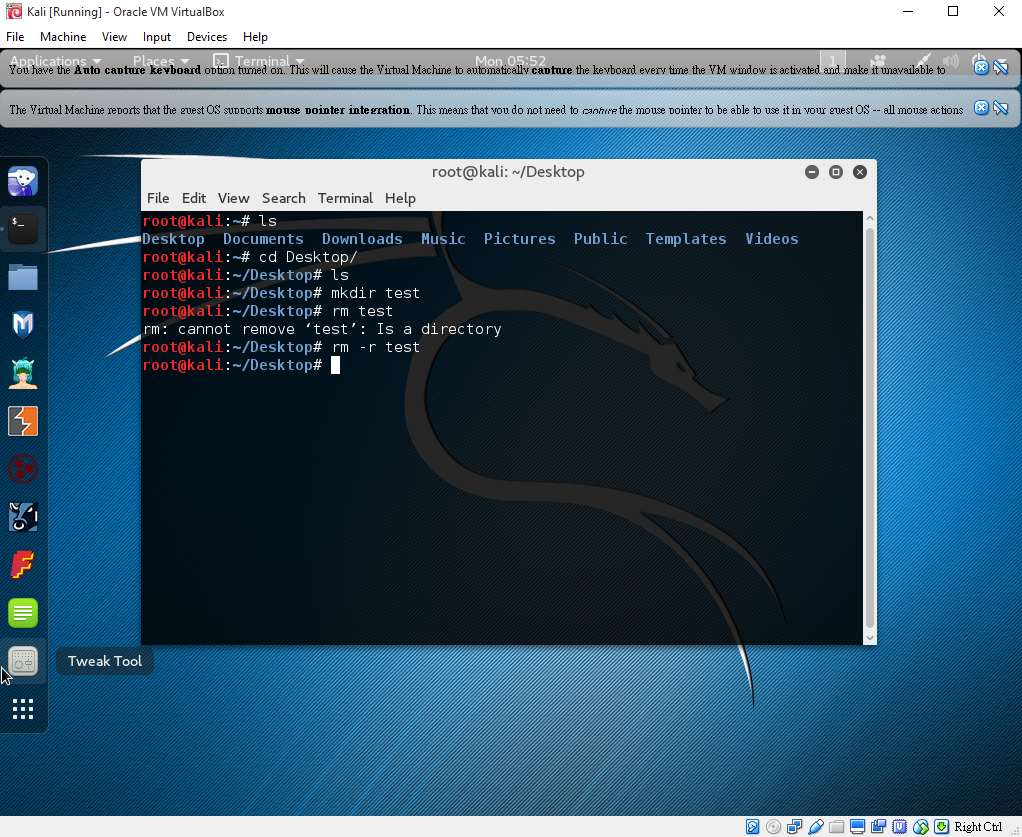 Kali [Running] - Oracle VM VirtualBox
File Machine View Input Devices Help
Applications Places Terminal Mon 05:52 1
You have the Auto capture keyboard option turned on. This will cause the Virtual Machine to automatically capture the keyboard every time the VM window is activated and make it unavailable to
The Virtual Machine reports that the guest OS supports mouse pointer integration. This means that you do not need to capture the mouse pointer to be able to use it in your guest OS -- all mouse actions
root@kali: ~/Desktop
File Edit View Search Terminal Help
root@kali:~# ls
Desktop Documents Downloads Music Pictures Public Templates Videos
root@kali:~# cd Desktop/
root@kali:~/Desktop# ls
root@kali:~/Desktop# mkdir test
root@kali:~/Desktop# rm test
rm: cannot remove ‘test’: Is a directory
root@kali:~/Desktop# rm -r test
root@kali:~/Desktop#
$_
Tweak Tool
Right Ctrl